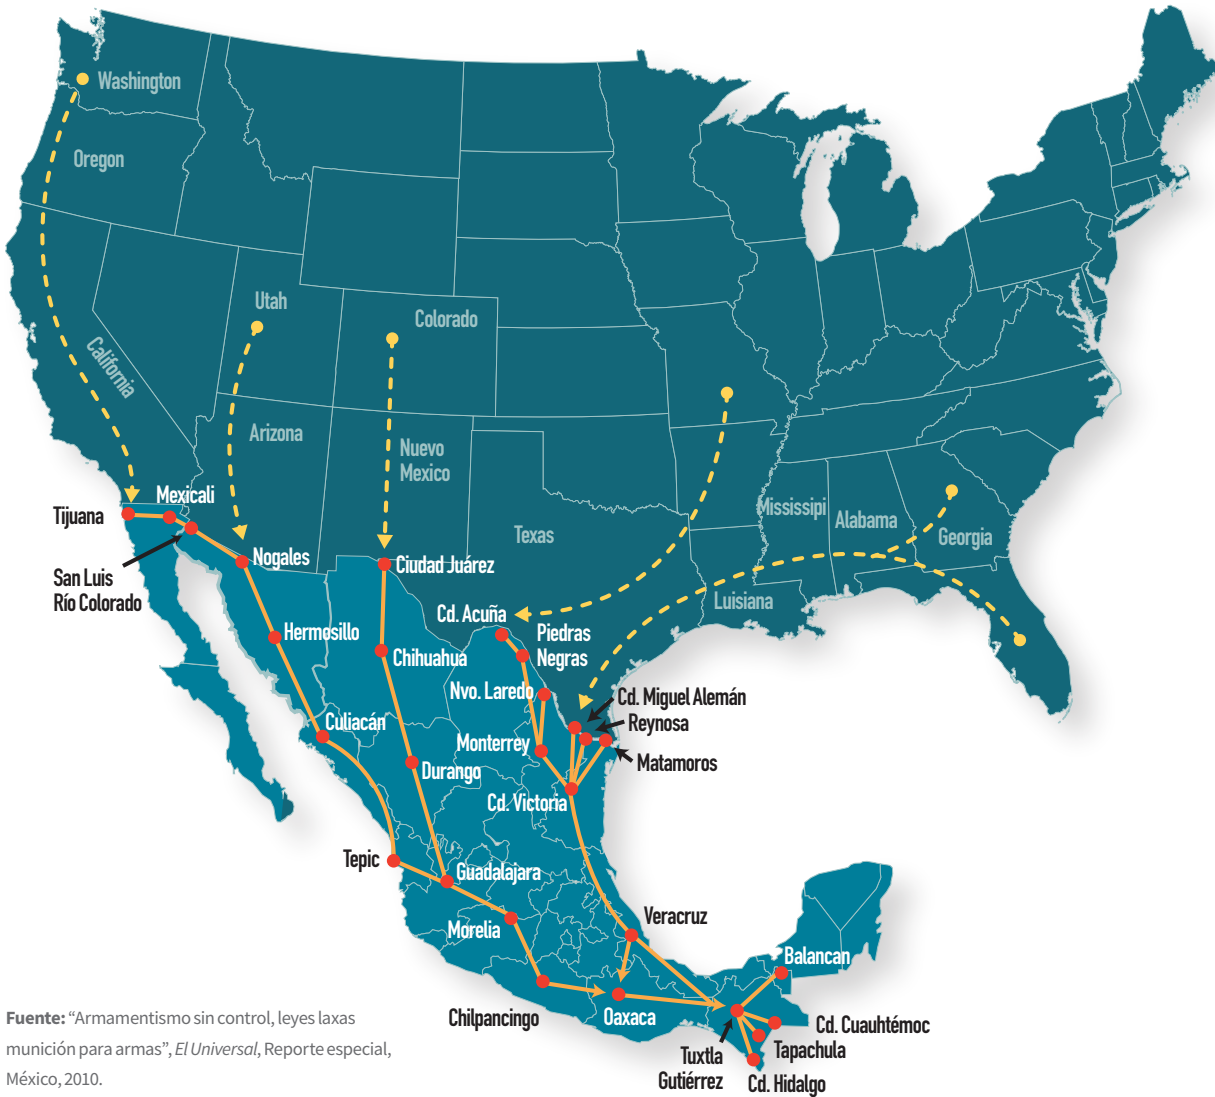 Washington
Oregon
Utah
Colorado
California
Arizona
Nuevo
Mexico
Texas
Mississipi
Alabama
Georgia
Luisiana
Mexicali
Tijuana
San Luis
Río Colorado
Nogales
Ciudad Juárez
Cd. Acuña
Piedras
Negras
Hermosillo
Chihuahua
Nvo. Laredo
Cd. Miguel Alemán
Reynosa
Matamoros
Culiacán
Monterrey
Durango
Cd. Victoria
Tepic
Guadalajara
Morelia
Veracruz
Balancan
Chilpancingo
Oaxaca
Cd. Cuauhtémoc
Tapachula
Tuxtla
Gutiérrez
Cd. Hidalgo
Fuente: “Armamentismo sin control, leyes laxas
munición para armas”, El Universal, Reporte especial,
México, 2010.